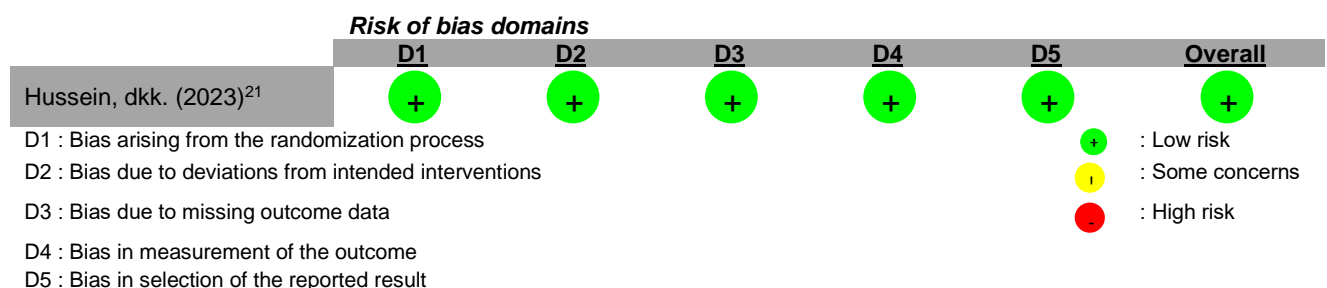 Risk of bias domains
D1 D2 D3 D4 D5 Overall
Hussein, dkk. (2023)²¹ + + + + + +
D1 : Bias arising from the randomization process + : Low risk
D2 : Bias due to deviations from intended interventions ! : Some concerns
D3 : Bias due to missing outcome data - : High risk
D4 : Bias in measurement of the outcome
D5 : Bias in selection of the reported result